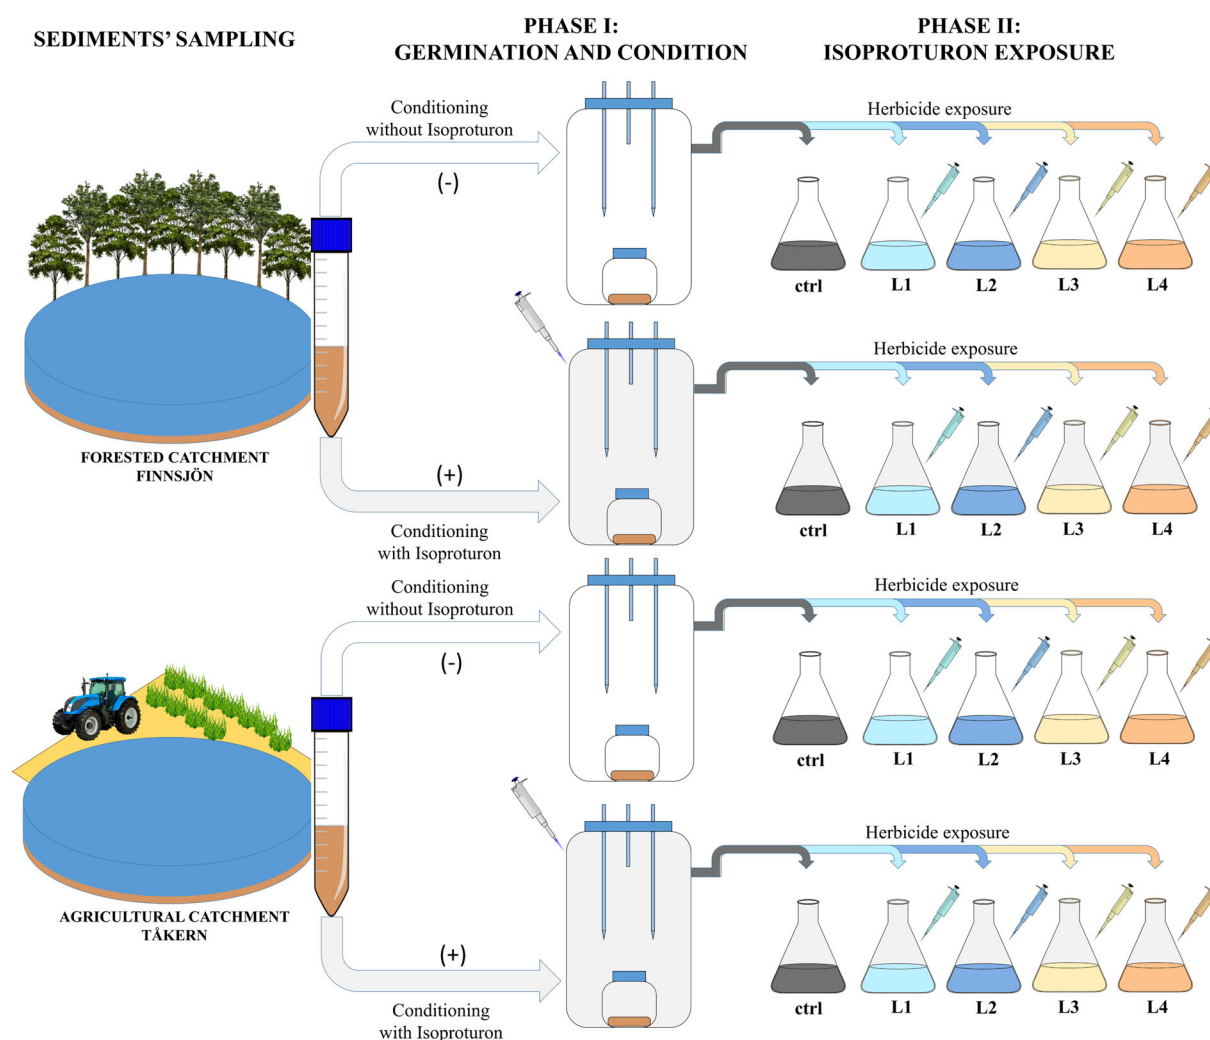 SEDIMENTS’ SAMPLING
PHASE I:
GERMINATION AND CONDITION
PHASE II:
ISOPROTURON EXPOSURE
Conditioning
without Isoproturon
(-)
Herbicide exposure
ctrl L1 L2 L3 L4
FORESTED CATCHMENT
FINNSJÖN
(+)
Conditioning
with Isoproturon
Herbicide exposure
ctrl L1 L2 L3 L4
Conditioning
without Isoproturon
(-)
Herbicide exposure
ctrl L1 L2 L3 L4
AGRICULTURAL CATCHMENT
TÅKERN
(+)
Conditioning
with Isoproturon
Herbicide exposure
ctrl L1 L2 L3 L4